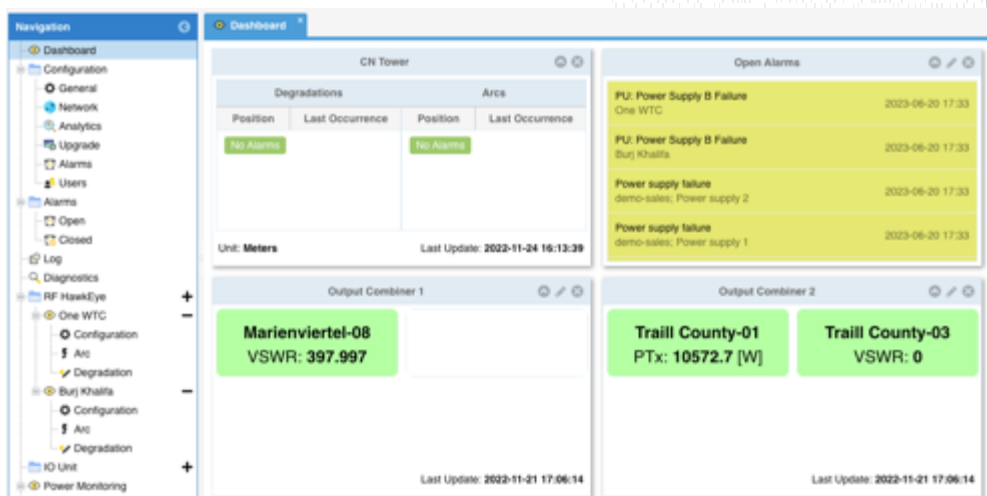 Navigation
Dashboard
Configuration
General
Network
Analytics
Upgrade
Alarms
Users
Alarms
Open
Closed
Log
Diagnostics
RF HawkEye
One WTC
Configuration
Arc
Degradation
Burj Khalifa
Configuration
Arc
Degradation
IO Unit
Power Monitoring
Dashboard
CN Tower
Degradations Arcs
Position Last Occurrence Position Last Occurrence
No Alarms No Alarms
Unit: Meters Last Update: 2022-11-24 16:13:39
Open Alarms
PU: Power Supply B Failure
One WTC 2023-06-20 17:33
PU: Power Supply B Failure
Burj Khalifa 2023-06-20 17:33
Power supply failure
demo-sales; Power supply 2 2023-06-20 17:33
Power supply failure
demo-sales; Power supply 1 2023-06-20 17:33
Output Combiner 1
Marienviertel-08
VSWR: 397.997
Last Update: 2022-11-21 17:06:14
Output Combiner 2
Traill County-01 Traill County-03
PTx: 10572.7 [W] VSWR: 0
Last Update: 2022-11-21 17:06:14